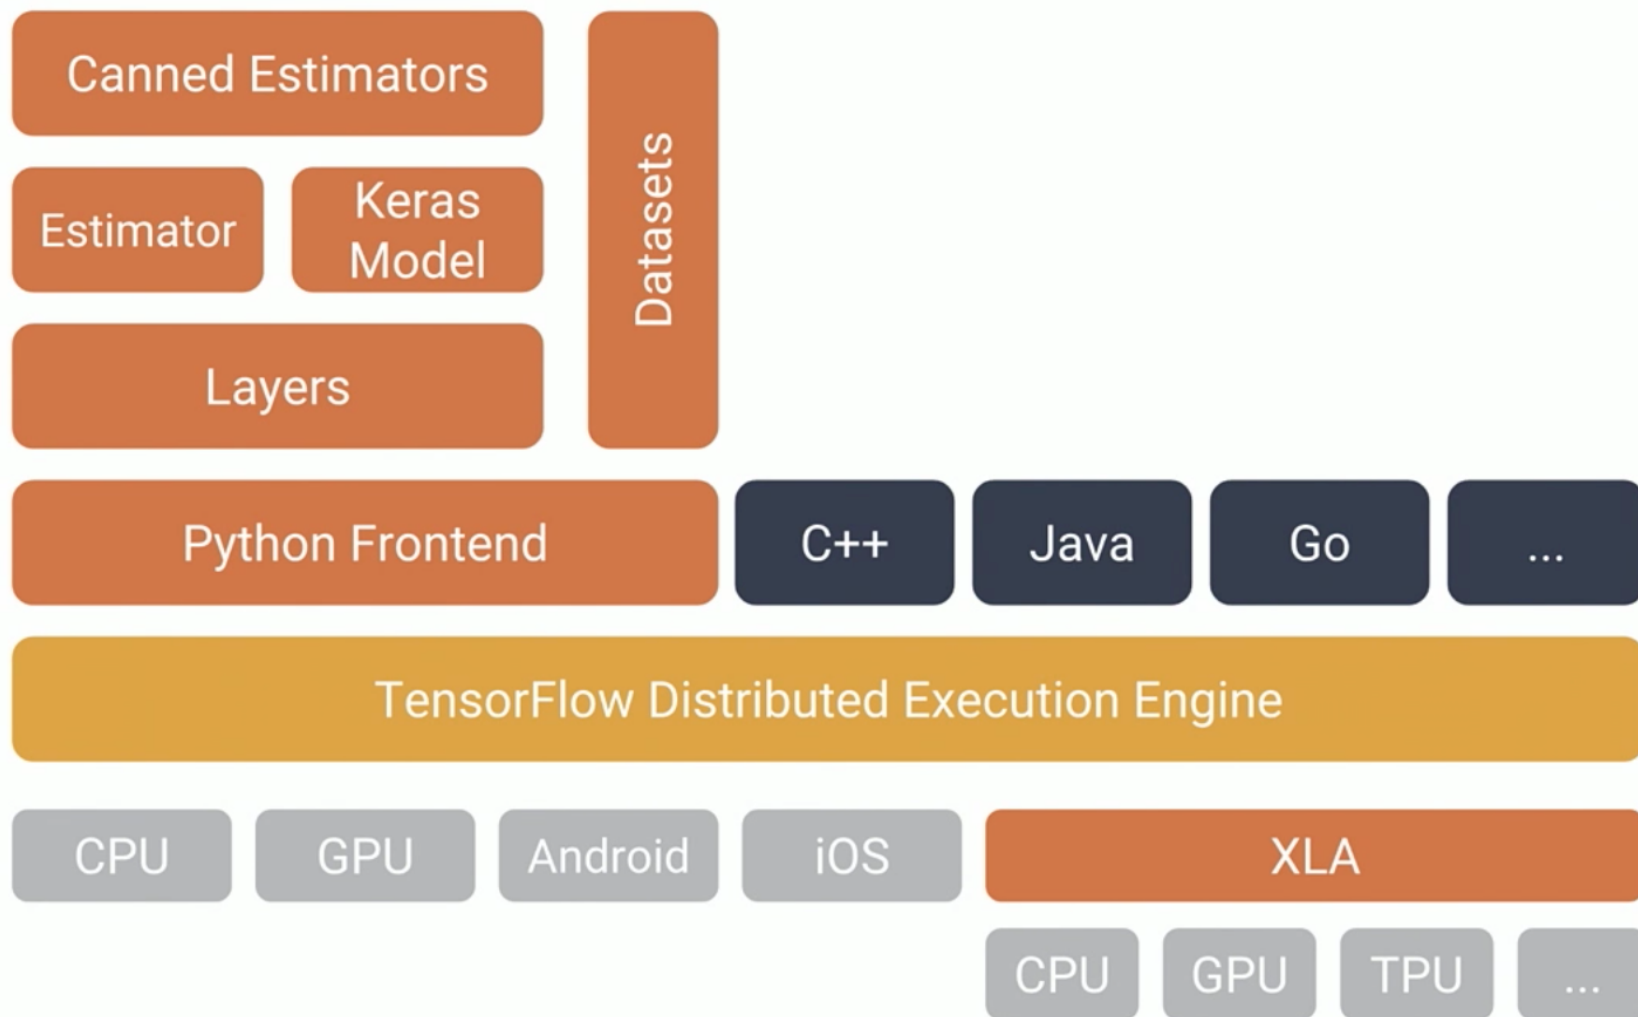 Canned Estimators
Datasets
Estimator
Keras
Model
Layers
Python Frontend
C++
Java
Go
...
TensorFlow Distributed Execution Engine
CPU
GPU
Android
iOS
XLA
CPU
GPU
TPU
...